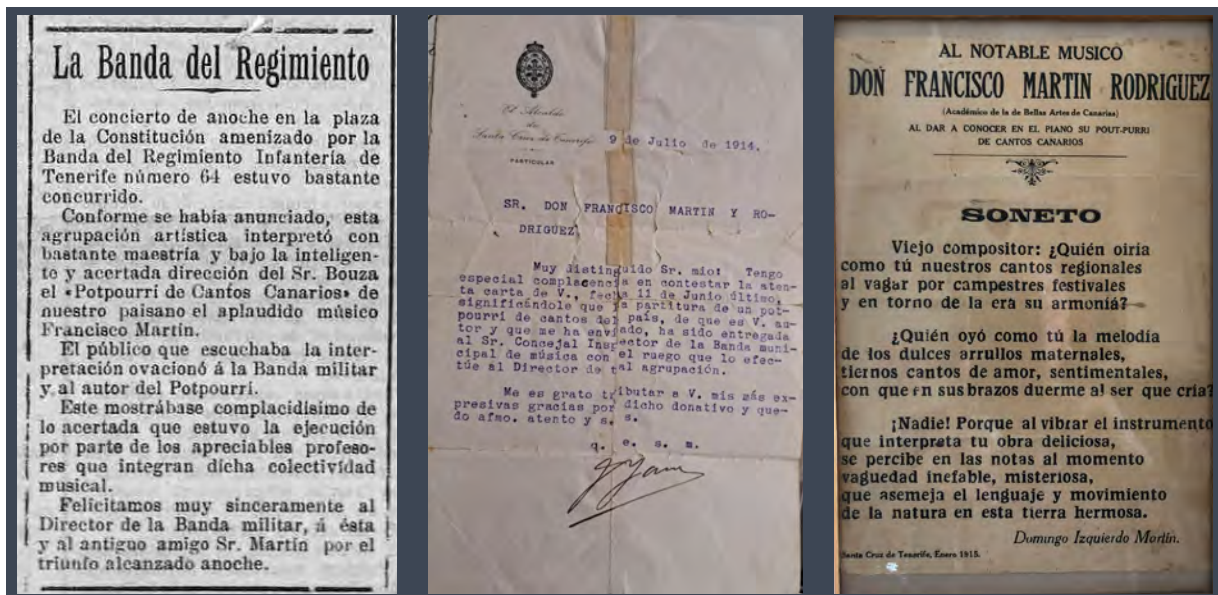 La Banda del Regimiento
El concierto de anoche en la plaza
de la Constitución amenizado por la
Banda del Regimiento Infantería de
Tenerife número 64 estuvo bastante
concurrido.
Conforme se había anunciado, esta
agrupación artística interpretó con
bastante maestría y bajo la inteligen-
te y acertada dirección del Sr. Bouza
el «Potpourri de Cantos Canarios» de
nuestro paisano el aplaudido músico
Francisco Martín.
El público que escuchaba la inter-
pretación ovacionó á la Banda militar
y al autor del Potpourri.
Este mostrábase complacidisimo de
lo acertada que estuvo la ejecución
por parte de los apreciables profeso-
res que integran dicha colectividad
musical.
Felicitamos muy sinceramente al
Director de la Banda militar, á ésta
y al antiguo amigo Sr. Martín por el
triunfo alcanzado anoche.
El Alcalde
de
Santa Cruz de Tenerife
PARTICULAR
9 de Julio de 1914.
SR. DON FRANCISCO MARTIN Y RO-
DRIGUEZ
Muy distinguido Sr. mio: Tengo
especial complacencia en contestar la aten-
ta carta de V., fecha 11 de Junio último,
significándole que la partitura de un pot-
pourri de cantos del país, de que es V. au-
tor y que me ha enviado, ha sido entregada
al Sr. Concejal Inspector de la Banda muni-
cipal de música con el ruego que lo efec-
túe al Director de tal agrupación.
Me es grato tributar a V. mis más ex-
presivas gracias por dicho donativo y que-
do afmo. atento y s. s.
q. e. s. m.
AL NOTABLE MUSICO
DON FRANCISCO MARTIN RODRIGUEZ
(Académico de la de Bellas Artes de Canarias)
AL DAR A CONOCER EN EL PIANO SU POUT-PURRI
DE CANTOS CANARIOS
SONETO
Viejo compositor: ¿Quién oiria
como tú nuestros cantos regionales
al vagar por campestres festivales
y en torno de la era su armoniá?
¿Quién oyó como tú la melodía
de los dulces arrullos maternales,
tiernos cantos de amor, sentimentales,
con que en sus brazos duerme al ser que cría?
¡Nadie! Porque al vibrar el instrumento
que interpreta tu obra deliciosa,
se percibe en las notas al momento
vaguedad inefable, misteriosa,
que asemeja el lenguaje y movimiento
de la natura en esta tierra hermosa.
Domingo Izquierdo Martín.
Santa Cruz de Tenerife, Enero 1915.